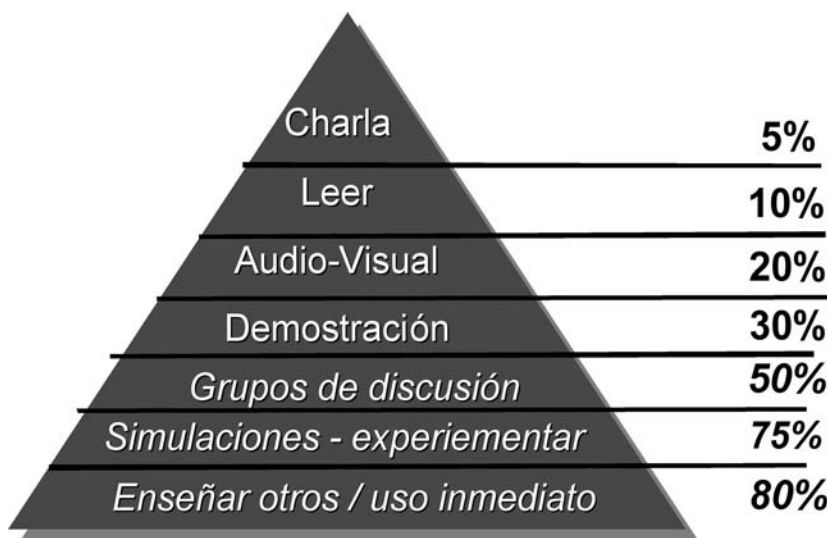 Charla 5%
Leer 10%
Audio-Visual 20%
Demostración 30%
Grupos de discusión 50%
Simulaciones - experiementar 75%
Enseñar otros / uso inmediato 80%